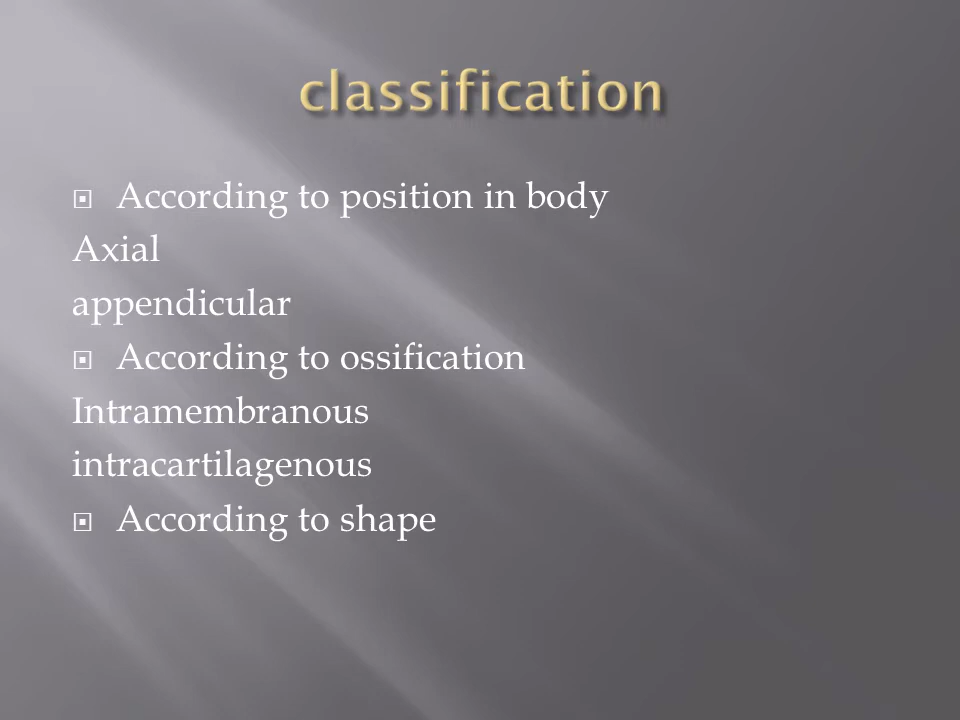 classification
According to position in body
Axial
appendicular
According to ossification
Intramembranous
intracartilagenous
According to shape